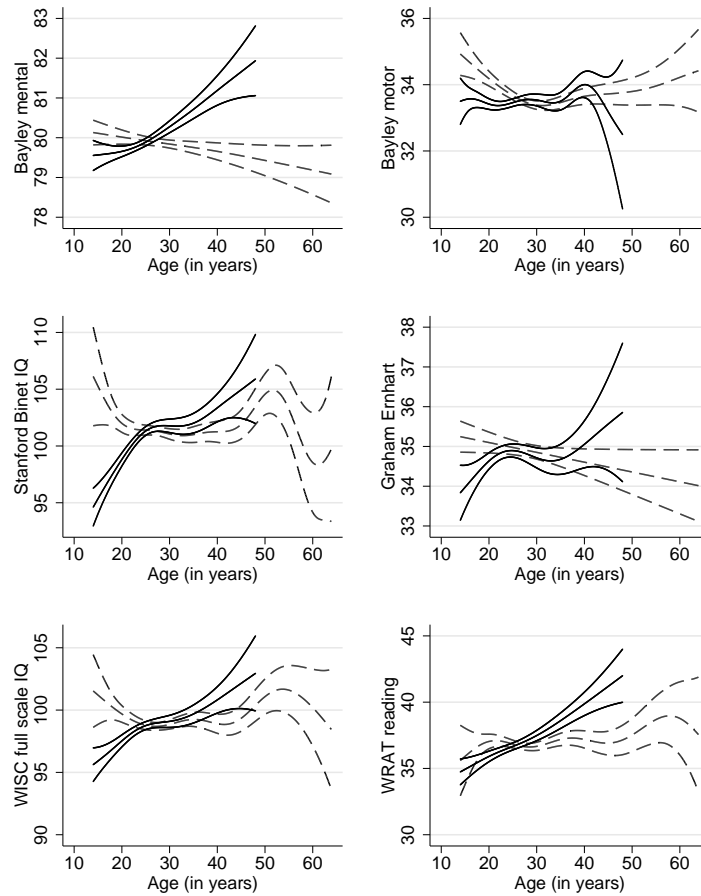 Bayley mental
83
82
81
80
79
78
10 20 30 40 50 60
Age (in years)
Bayley motor
36
34
32
30
10 20 30 40 50 60
Age (in years)
Stanford Binet IQ
110
105
100
95
10 20 30 40 50 60
Age (in years)
Graham Ernhart
38
37
36
35
34
33
10 20 30 40 50 60
Age (in years)
WISC full scale IQ
105
100
95
90
10 20 30 40 50 60
Age (in years)
WRAT reading
45
40
35
30
10 20 30 40 50 60
Age (in years)